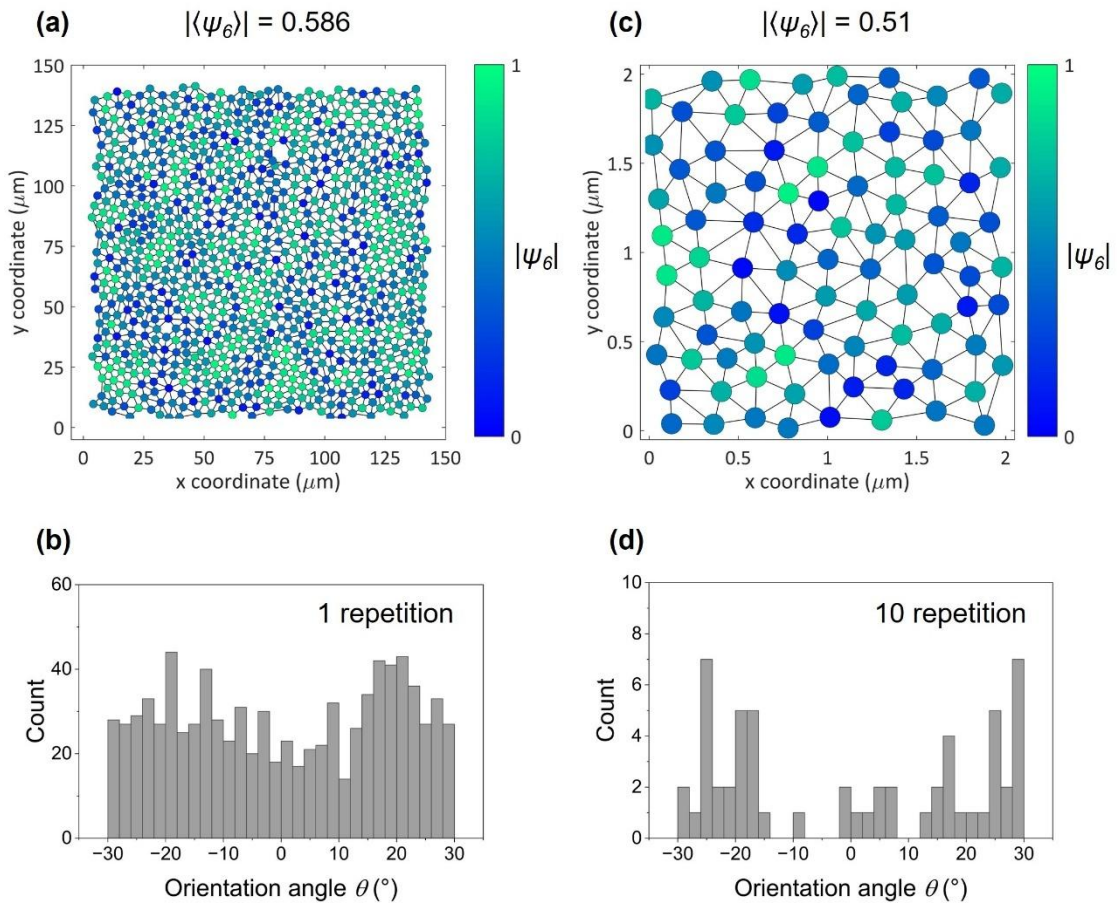 (a)
|⟨ψ6⟩| = 0.586
150
125
100
75
50
25
0
y coordinate (μm)
0 25 50 75 100 125 150
x coordinate (μm)
1
|ψ6|
0
(c)
|⟨ψ6⟩| = 0.51
2
1.5
1
0.5
0
y coordinate (μm)
0 0.5 1 1.5 2
x coordinate (μm)
1
|ψ6|
0
(b)
1 repetition
60
40
20
0
Count
−30 −20 −10 0 10 20 30
Orientation angle θ (°)
(d)
10 repetition
10
8
6
4
2
0
Count
−30 −20 −10 0 10 20 30
Orientation angle θ (°)